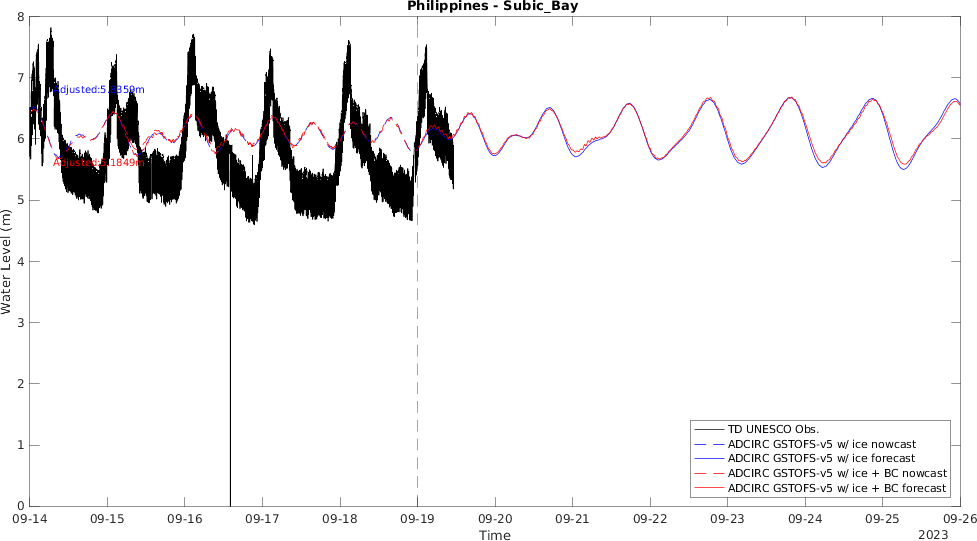 Philippines - Subic_Bay
Water Level (m)
8
7
6
5
4
3
2
1
0
TD UNESCO Obs.
ADCIRC GSTOFS-v5 w/ ice nowcast
ADCIRC GSTOFS-v5 w/ ice forecast
ADCIRC GSTOFS-v5 w/ ice + BC nowcast
ADCIRC GSTOFS-v5 w/ ice + BC forecast
09-14 09-15 09-16 09-17 09-18 09-19 09-20 09-21 09-22 09-23 09-24 09-25 09-26
Time
2023